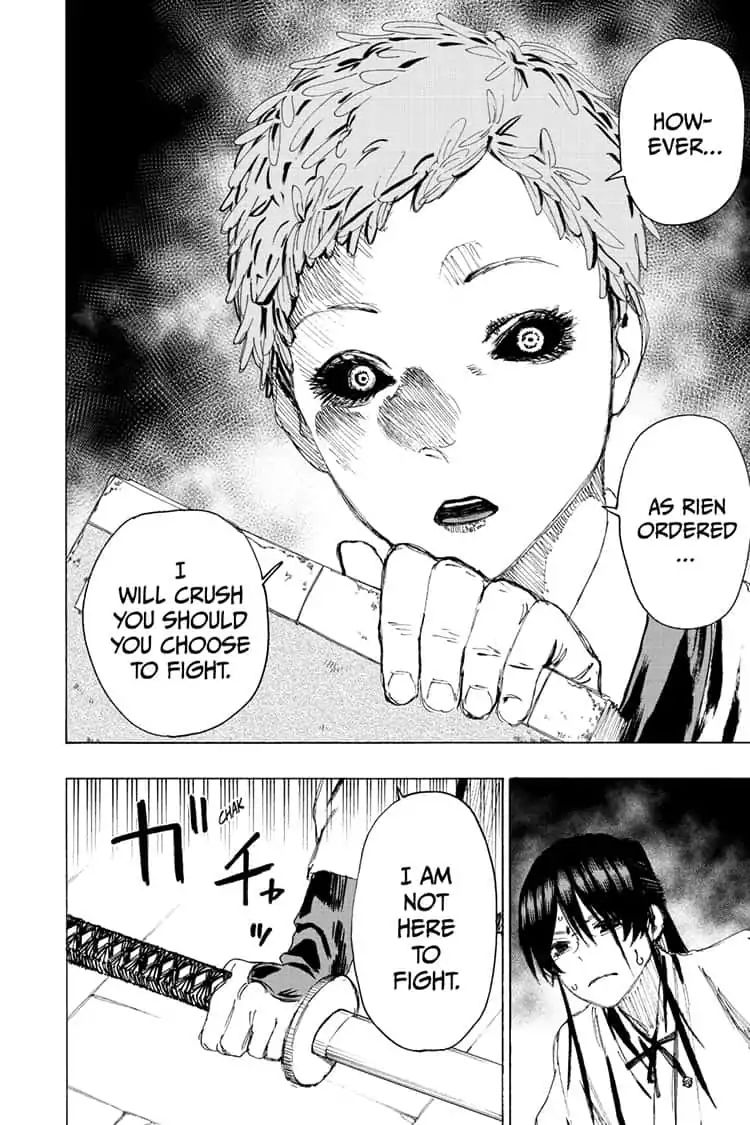 HOW-
EVER...
AS RIEN
ORDERED
...
I
WILL CRUSH
YOU SHOULD
YOU CHOOSE
TO FIGHT.
I AM
NOT
HERE
TO
FIGHT.
CHAK
ガチャッ